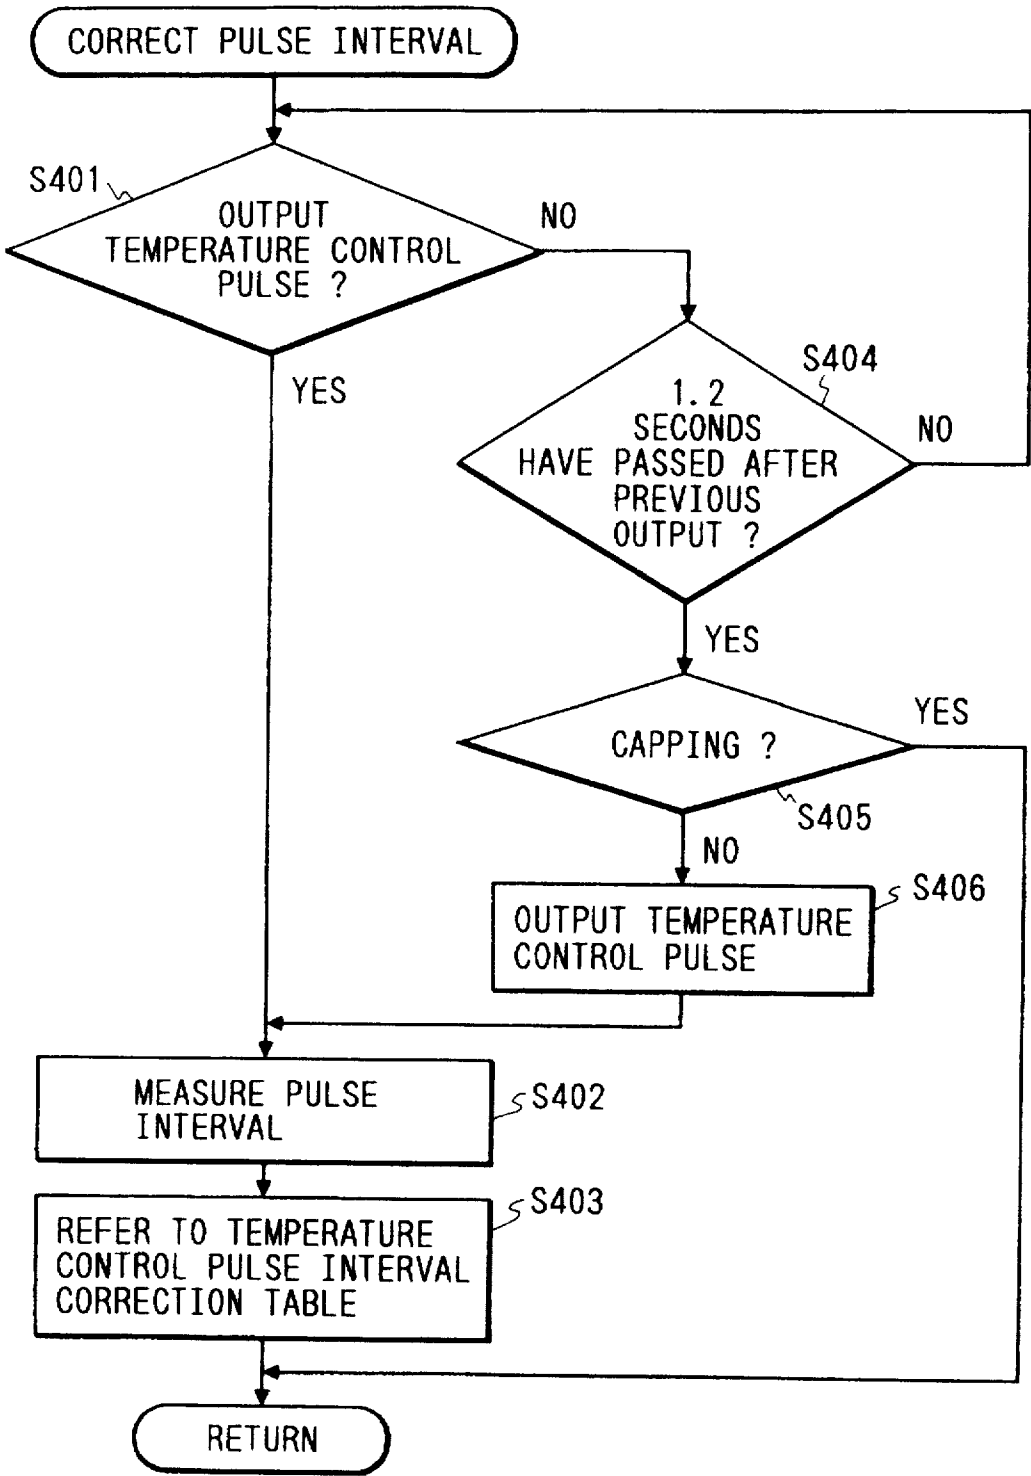 CORRECT PULSE INTERVAL
S401
OUTPUT
TEMPERATURE CONTROL
PULSE ?
NO
YES
S404
1.2
SECONDS
HAVE PASSED AFTER
PREVIOUS
OUTPUT ?
NO
YES
CAPPING ?
YES
S405
NO
S406
OUTPUT TEMPERATURE
CONTROL PULSE
MEASURE PULSE
INTERVAL
S402
S403
REFER TO TEMPERATURE
CONTROL PULSE INTERVAL
CORRECTION TABLE
RETURN